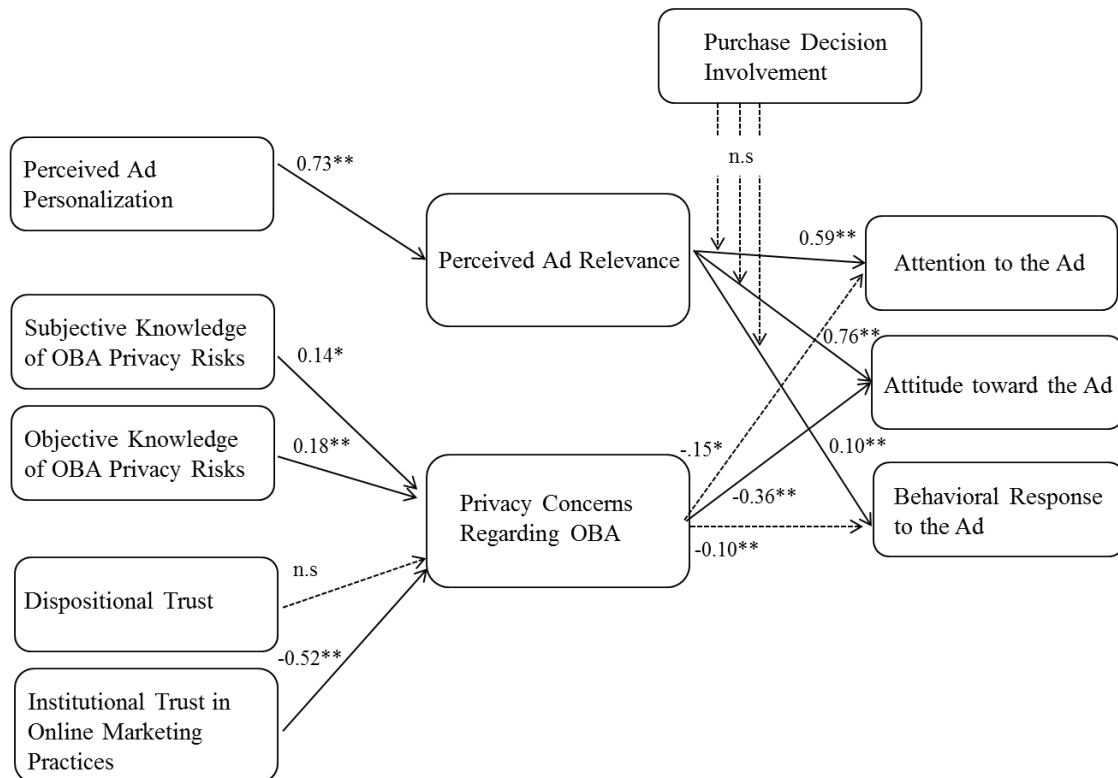 Purchase Decision
Involvement
n.s
Perceived Ad
Personalization
0.73**
Perceived Ad Relevance
0.59**
Attention to the Ad
Subjective Knowledge
of OBA Privacy Risks
0.14*
0.76**
Attitude toward the Ad
Objective Knowledge
of OBA Privacy Risks
0.18**
-.15*
0.10**
Privacy Concerns
Regarding OBA
-0.36**
-0.10**
Behavioral Response
to the Ad
n.s
Dispositional Trust
-0.52**
Institutional Trust in
Online Marketing
Practices